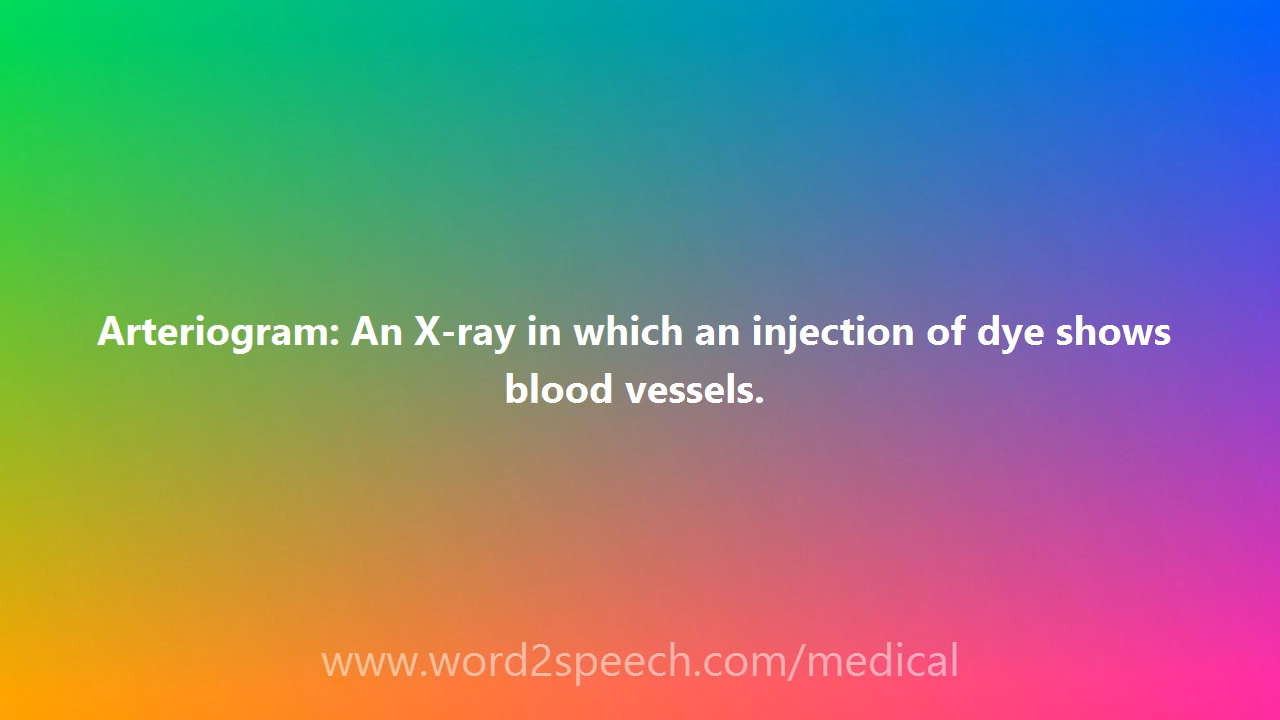 Arteriogram: An X-ray in which an injection of dye shows
blood vessels.
www.word2speech.com/medical